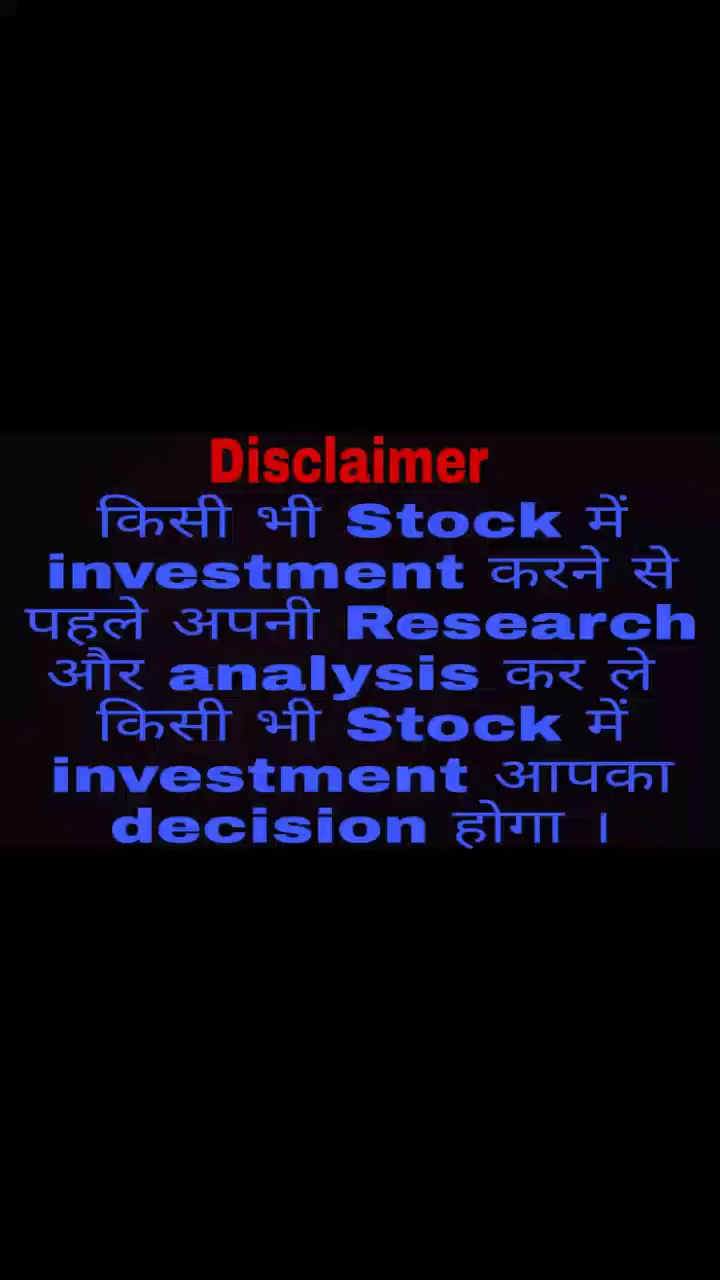 Disclaimer
किसी भी Stock में
investment करने से
पहले अपनी Research
और analysis कर ले
किसी भी Stock में
investment आपका
decision होगा ।